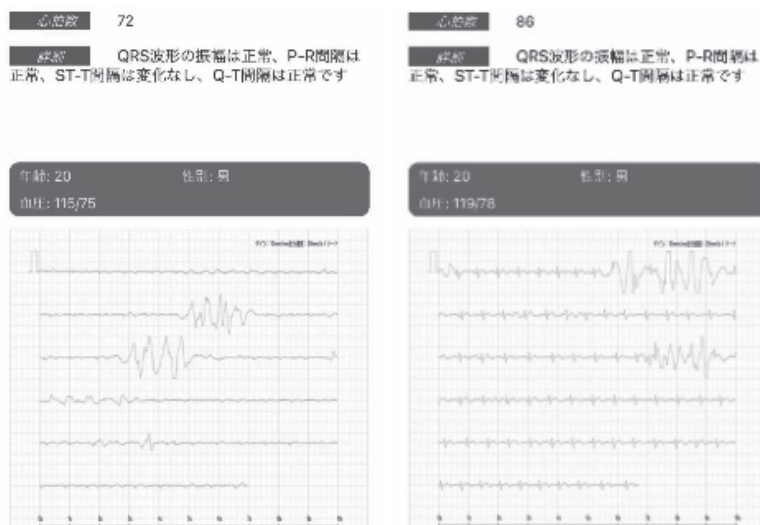 心拍数 72
詳細 QRS波形の振幅は正常、P-R間隔は
正常、ST-T間隔は変化なし、Q-T間隔は正常です
年齢: 20 性別: 男
血圧: 115/75
心拍数 86
詳細 QRS波形の振幅は正常、P-R間隔は
正常、ST-T間隔は変化なし、Q-T間隔は正常です
年齢: 20 性別: 男
血圧: 119/78